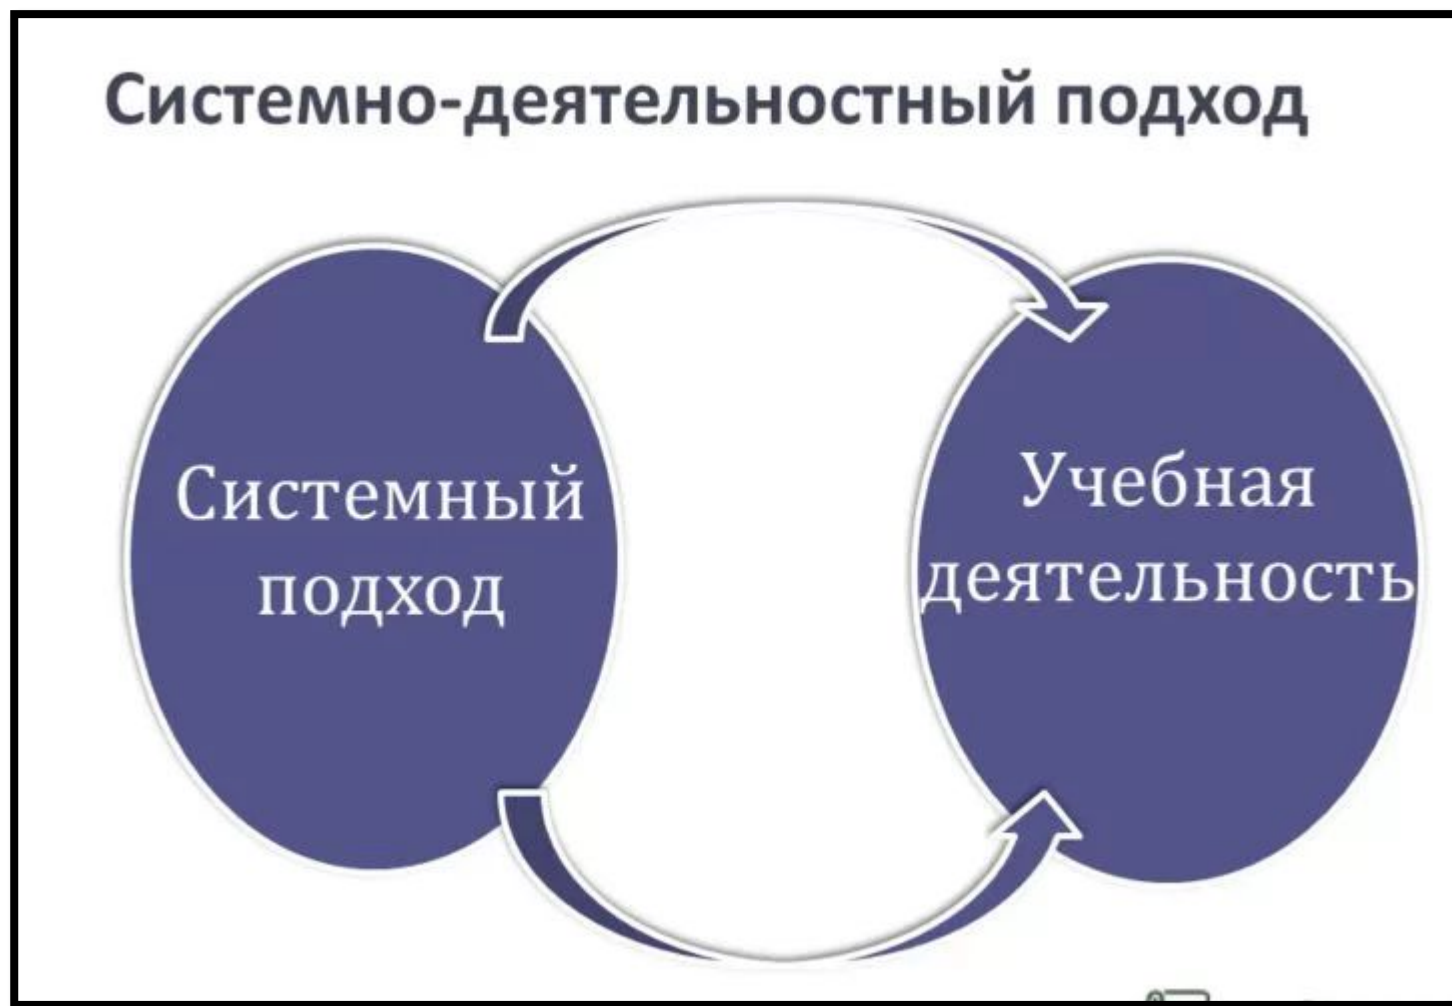 Системно-деятельностный подход
Системный
подход
Учебная
деятельность